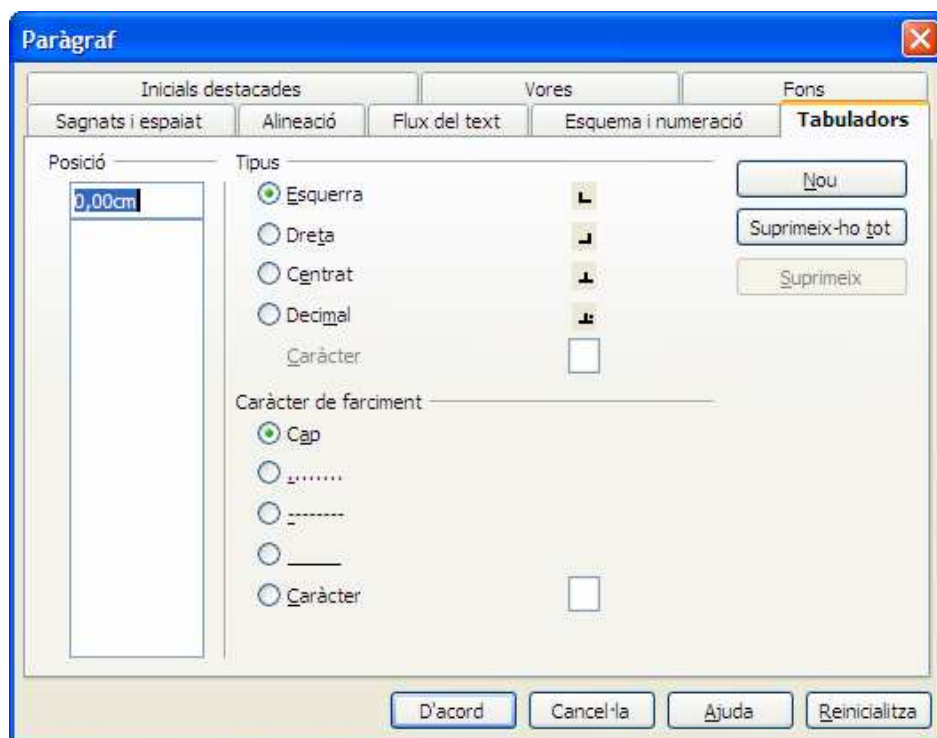 Paràgraf
Inicials destacades Vores Fons
Sagnats i espaiat Alineació Flux del text Esquema i numeració Tabuladors
Posició Tipus
0,00cm Esquerra Nou
Dreta Suprimeix-ho tot
Centrat Suprimeix
Decimal
Caràcter
Caràcter de farciment
Cap
........
--------
_____
Caràcter
D'acord Cancel·la Ajuda Reinicialitza